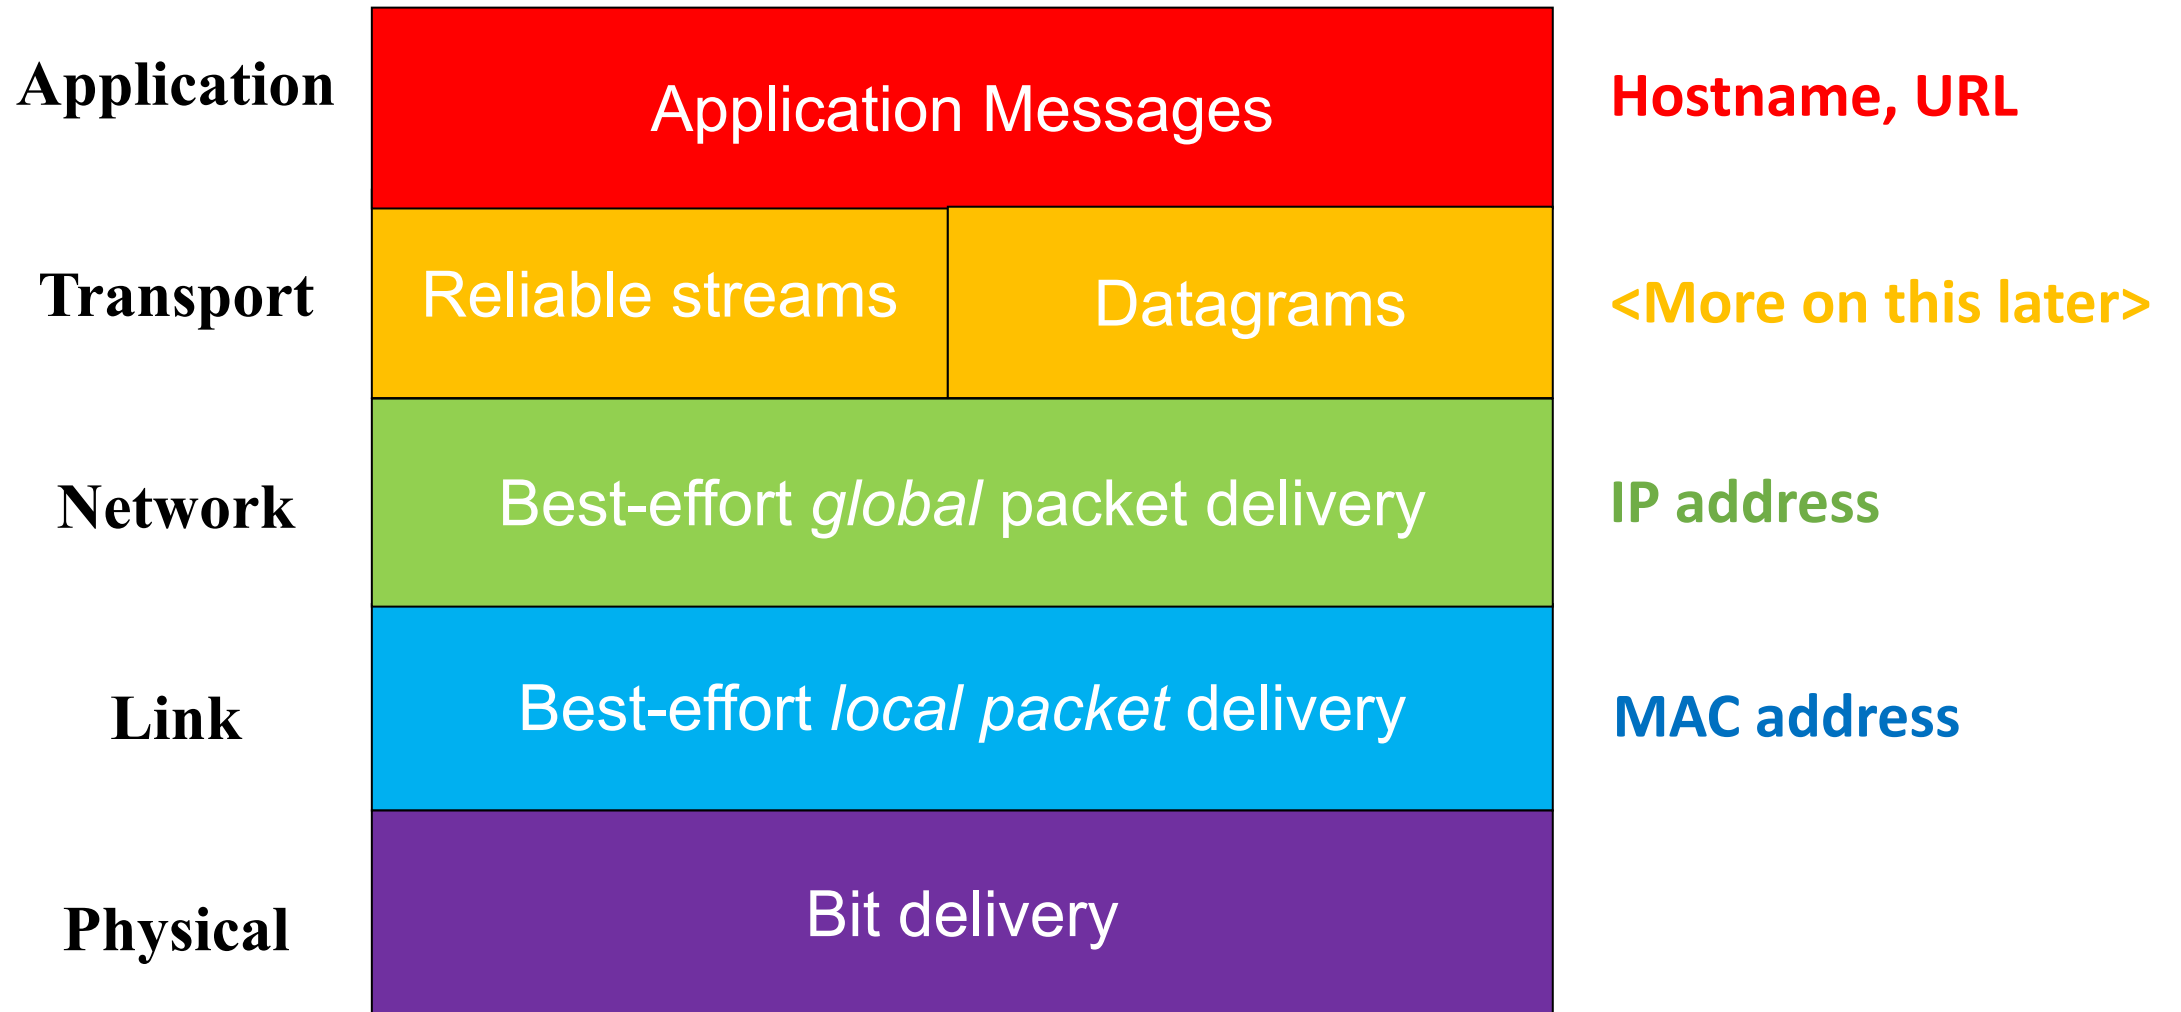 Application
Application Messages
Hostname, URL
Transport
Reliable streams
Datagrams
<More on this later>
Network
Best-effort global packet delivery
IP address
Link
Best-effort local packet delivery
MAC address
Physical
Bit delivery